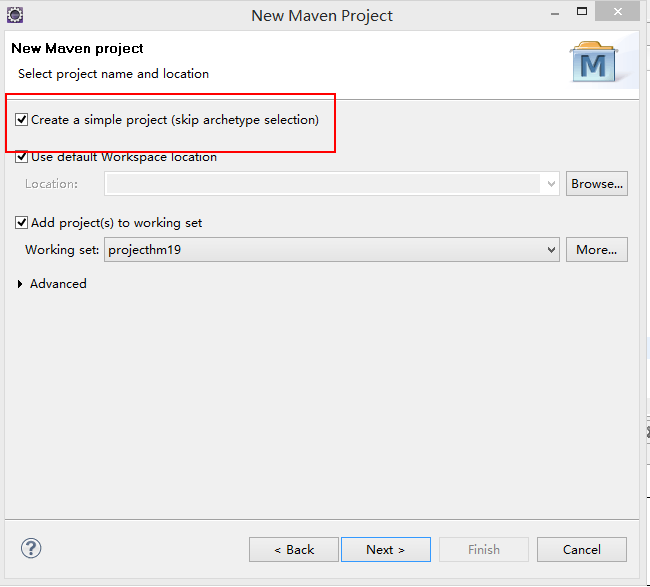 New Maven Project
New Maven project
Select project name and location
M
Create a simple project (skip archetype selection)
Use default Workspace location
Location:
Browse...
Add project(s) to working set
Working set: projecthm19
More...
Advanced
?
< Back
Next >
Finish
Cancel